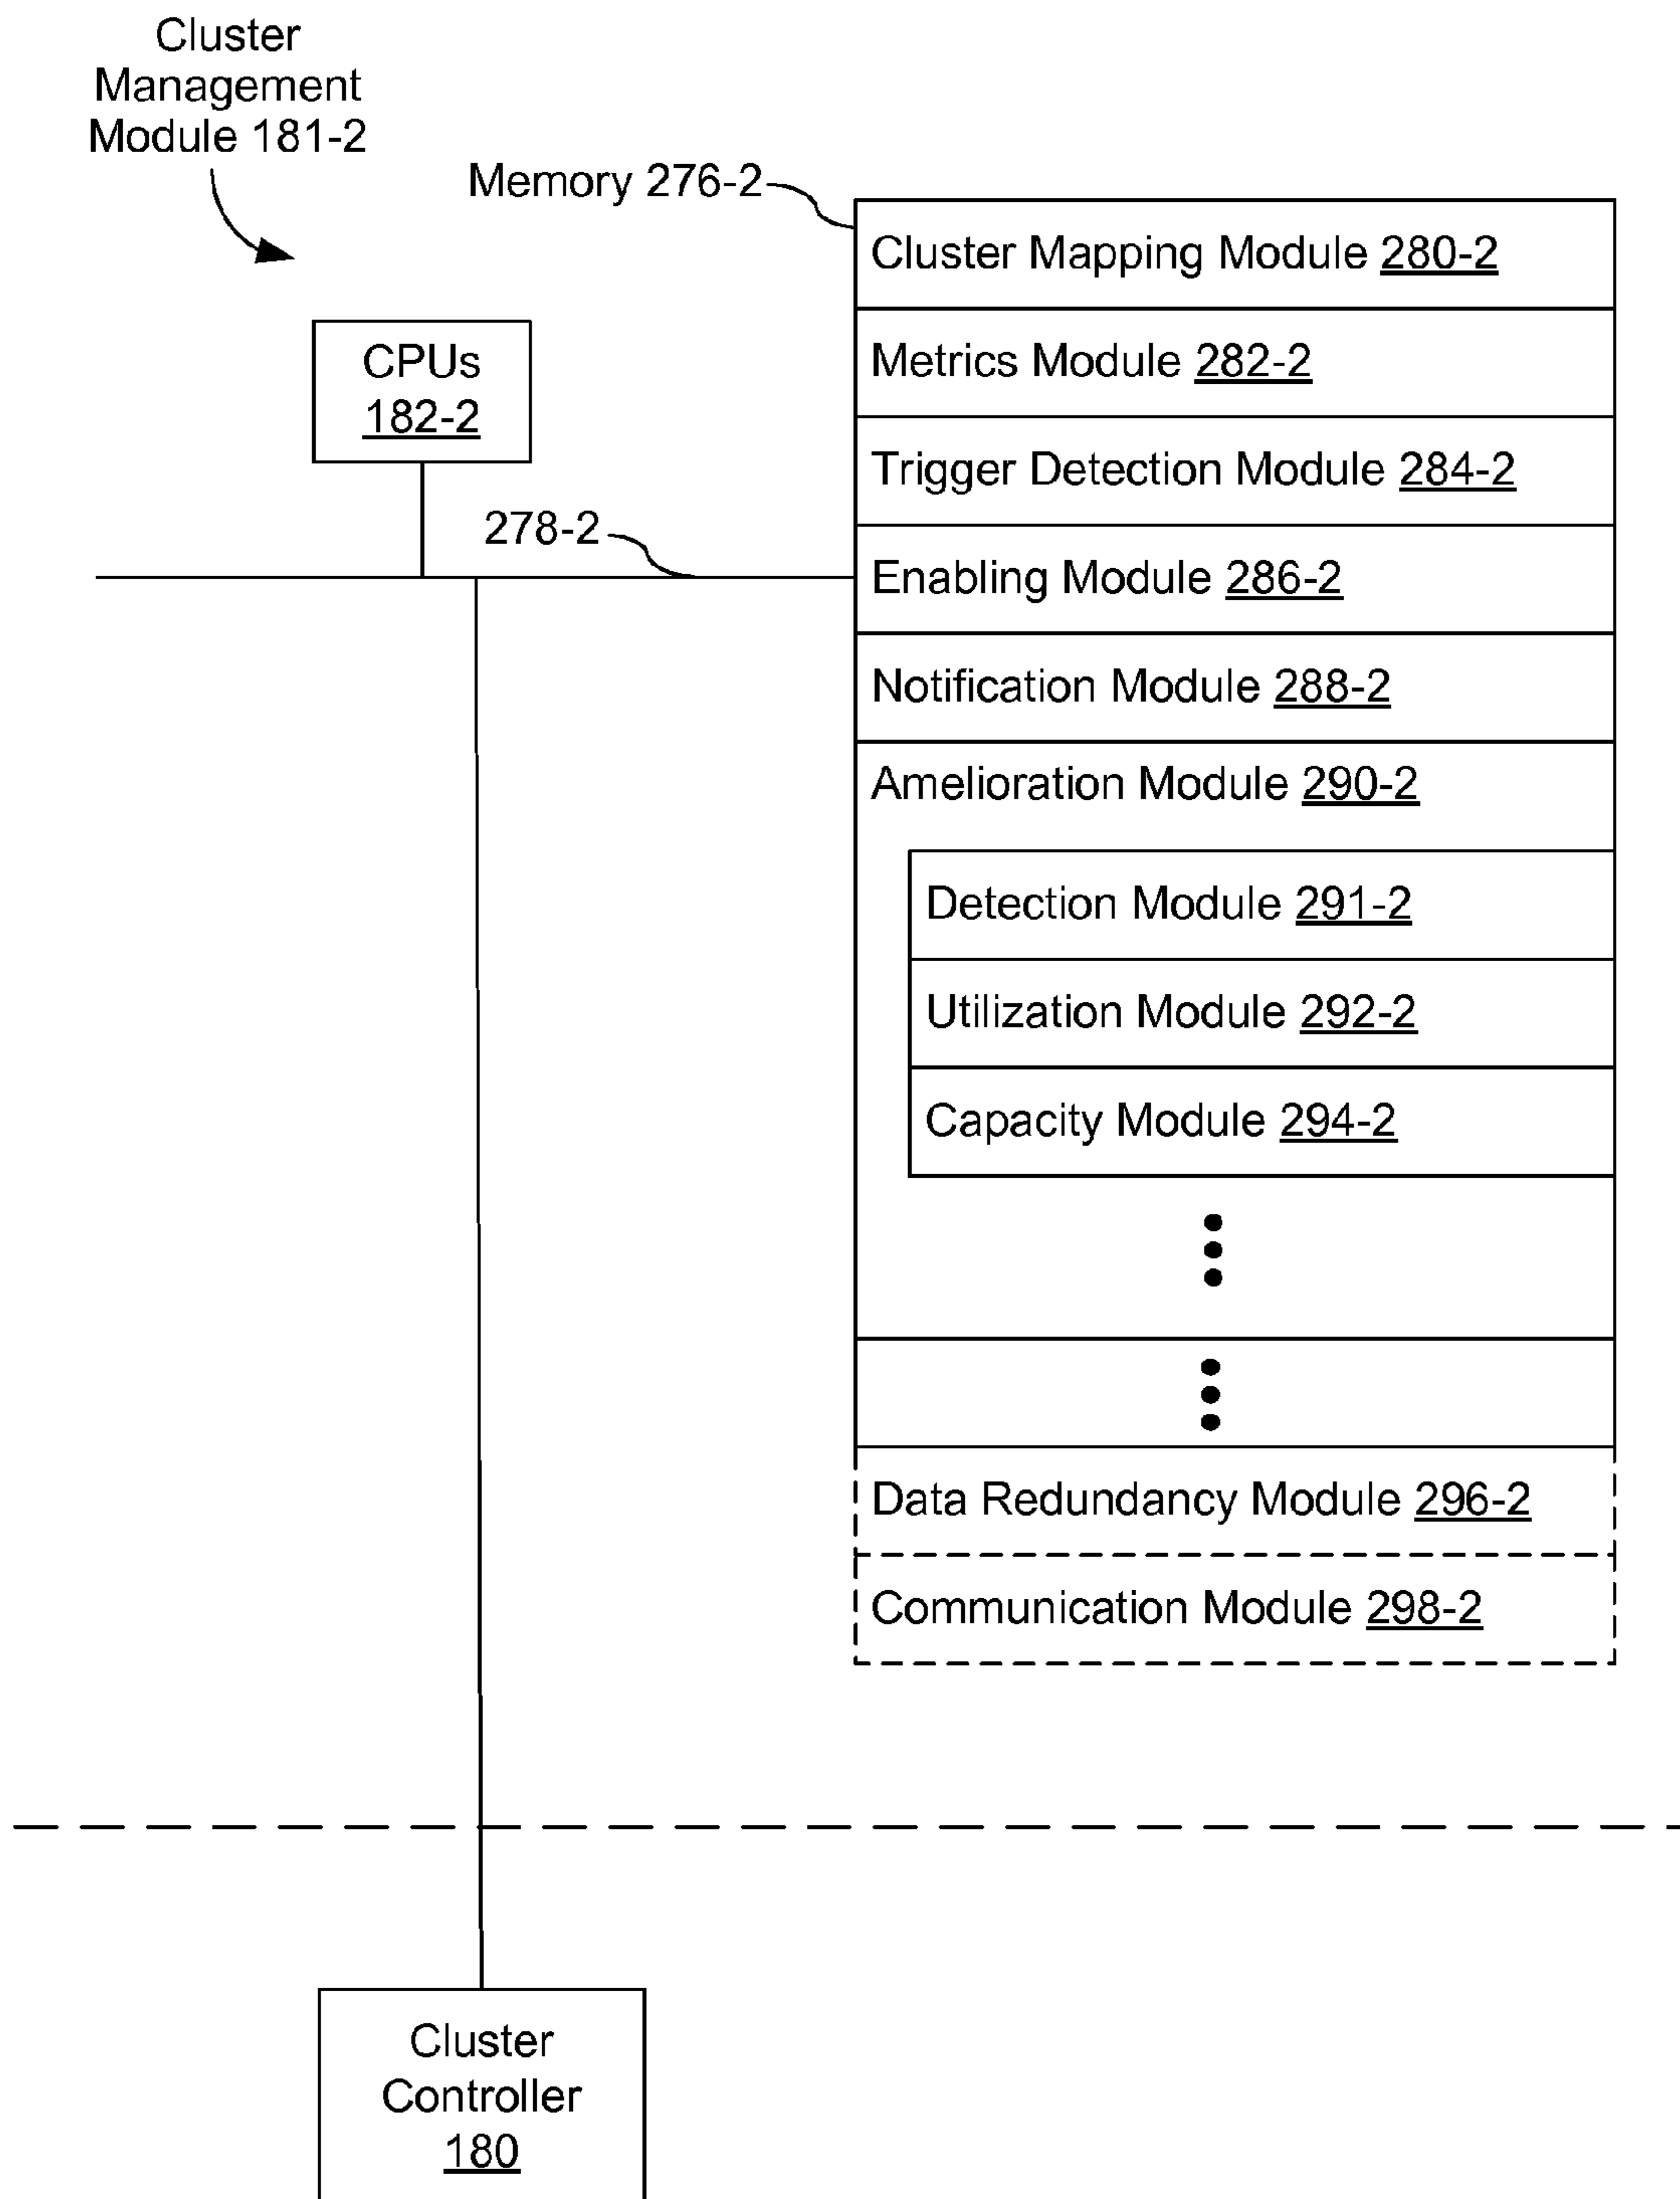 Cluster
Management
Module 181-2
Memory 276-2
Cluster Mapping Module 280-2
Metrics Module 282-2
CPUs
182-2
Trigger Detection Module 284-2
278-2
Enabling Module 286-2
Notification Module 288-2
Amelioration Module 290-2
Detection Module 291-2
Utilization Module 292-2
Capacity Module 294-2
Data Redundancy Module 296-2
Communication Module 298-2
Cluster
Controller
180